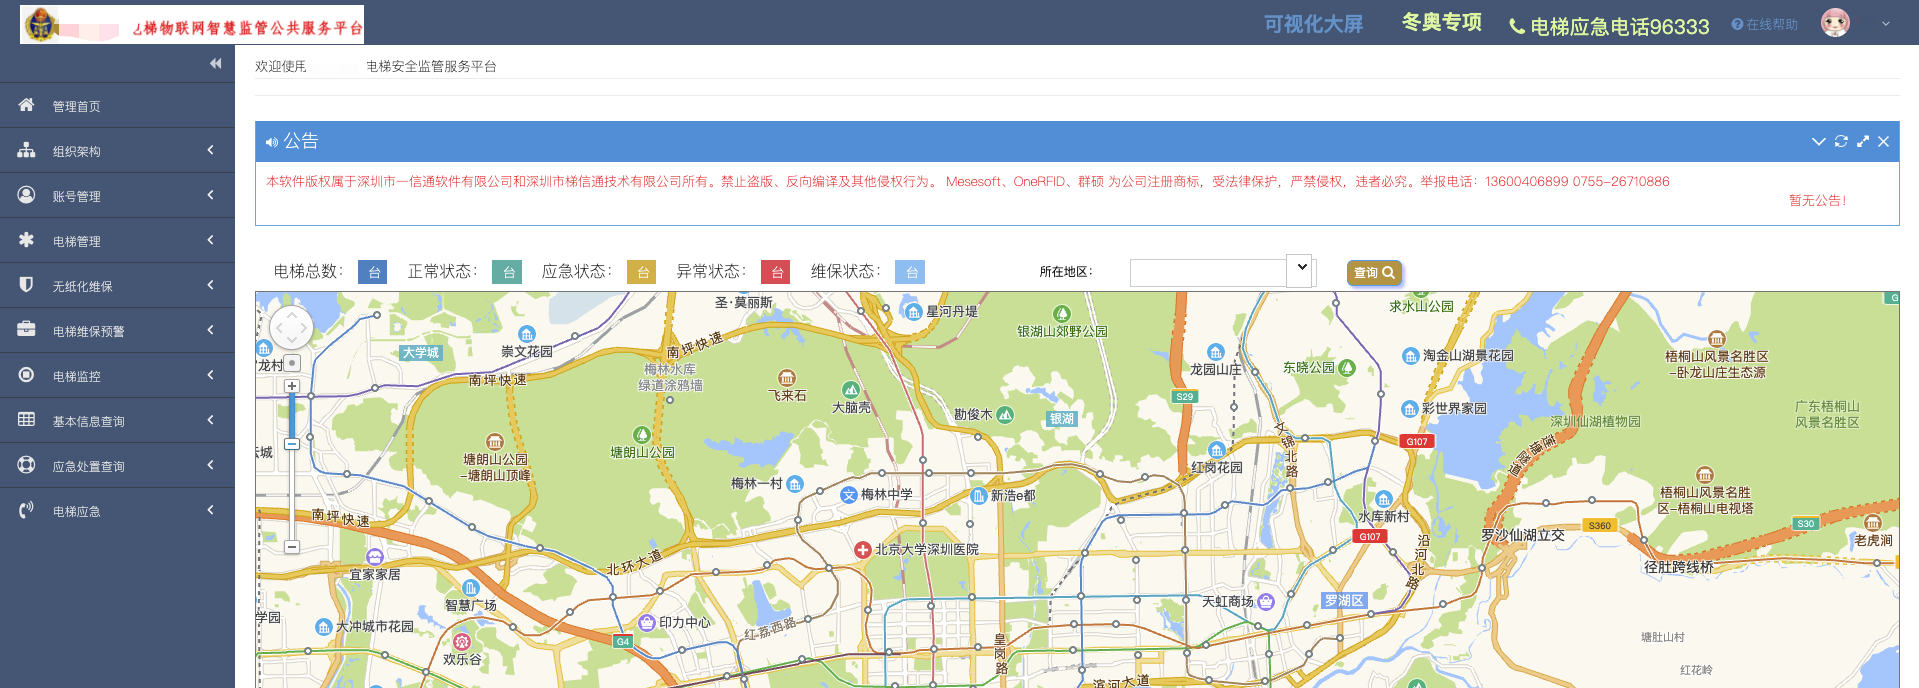 梯物联网智慧监管公共服务平台
可视化大屏
冬奥专项
电梯应急电话96333
在线帮助
管理首页
组织架构
账号管理
电梯管理
无纸化维保
电梯维保预警
电梯监控
基本信息查询
应急处置查询
电梯应急
欢迎使用 电梯安全监管服务平台
公告
本软件版权属于深圳市一信通软件有限公司和深圳市梯信通技术有限公司所有。禁止盗版、反向编译及其他侵权行为。 Mesesoft、OneRFID、群硕 为公司注册商标，受法律保护，严禁侵权，违者必究。举报电话：13600406899 0755-26710886
暂无公告！
电梯总数： 台 正常状态： 台 应急状态： 台 异常状态： 台 维保状态： 台
所在地区：
查询
圣·莫丽斯
星河丹堤
银湖山郊野公园
求水山公园
G
大学城
崇文花园
南坪快速
龙村
南坪快速
梅林水库
绿道涂鸦墙
飞来石
大脑壳
勘俊木
银湖
龙园山庄
东晓公园
淘金山湖景花园
梧桐山风景名胜区
-卧龙山庄生态源
S29
彩世界家园
深圳仙湖植物园
广东梧桐山
风景名胜区
文锦北路
G107
城
塘朗山公园
-塘朗山顶峰
塘朗山公园
梅林一村
梅林中学
新浩e都
红岗花园
水库新村
梧桐山风景名胜
区-梧桐山电视塔
南坪快速
G107
罗沙仙湖立交
S360
S30
老虎涧
沿河北路
径肚跨线桥
北京大学深圳医院
北环大道
宜家家居
智慧广场
学园
大冲城市花园
欢乐谷
G4
印力中心
红荔西路
皇岗路
天虹商场
罗湖区
滨河大道
塘肚山村
红花岭